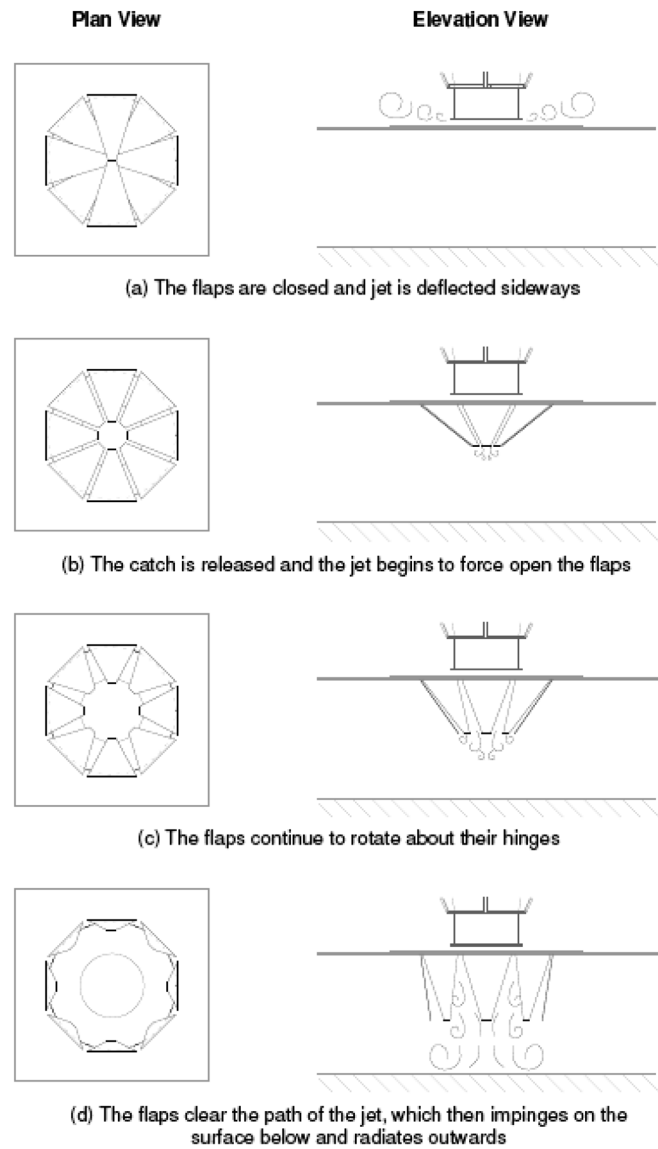 Plan View
Elevation View
(a) The flaps are closed and jet is deflected sideways
(b) The catch is released and the jet begins to force open the flaps
(c) The flaps continue to rotate about their hinges
(d) The flaps clear the path of the jet, which then impinges on the
surface below and radiates outwards